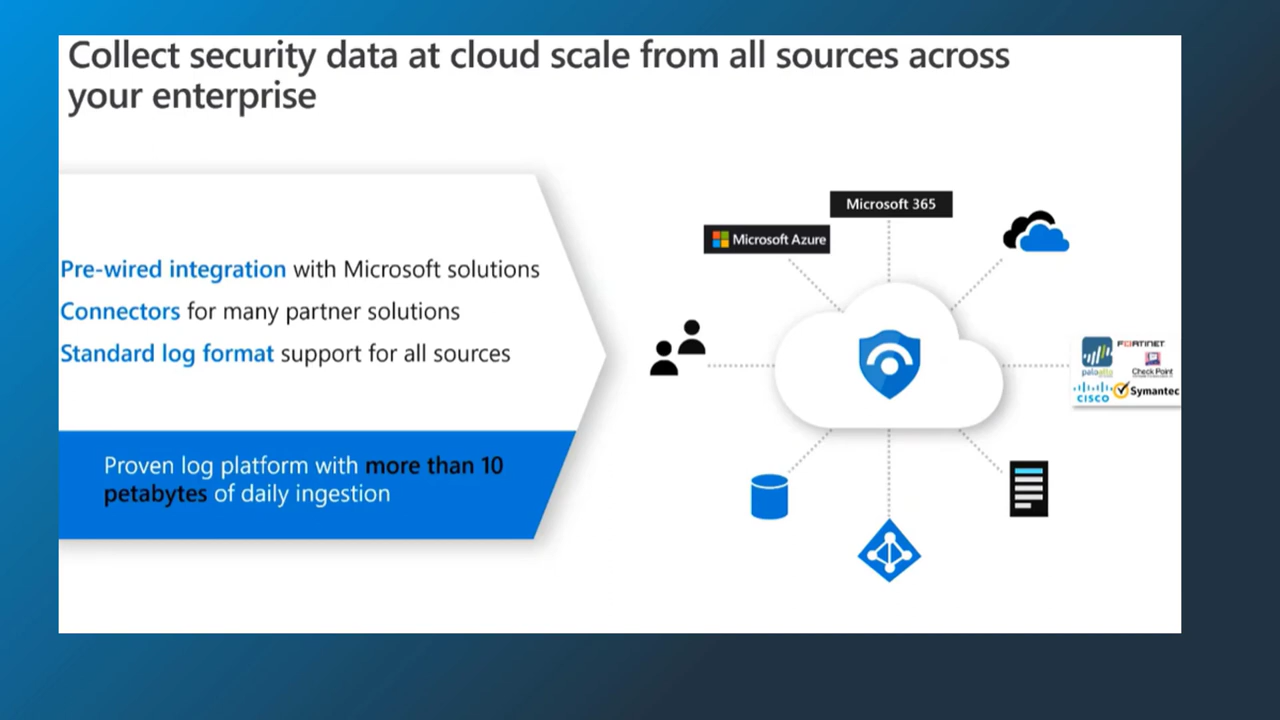 Collect security data at cloud scale from all sources across
your enterprise
Pre-wired integration with Microsoft solutions
Connectors for many partner solutions
Standard log format support for all sources
Proven log platform with more than 10
petabytes of daily ingestion
Microsoft 365
Microsoft Azure
FORTINET
paloalto
Check Point
CISCO
Symantec